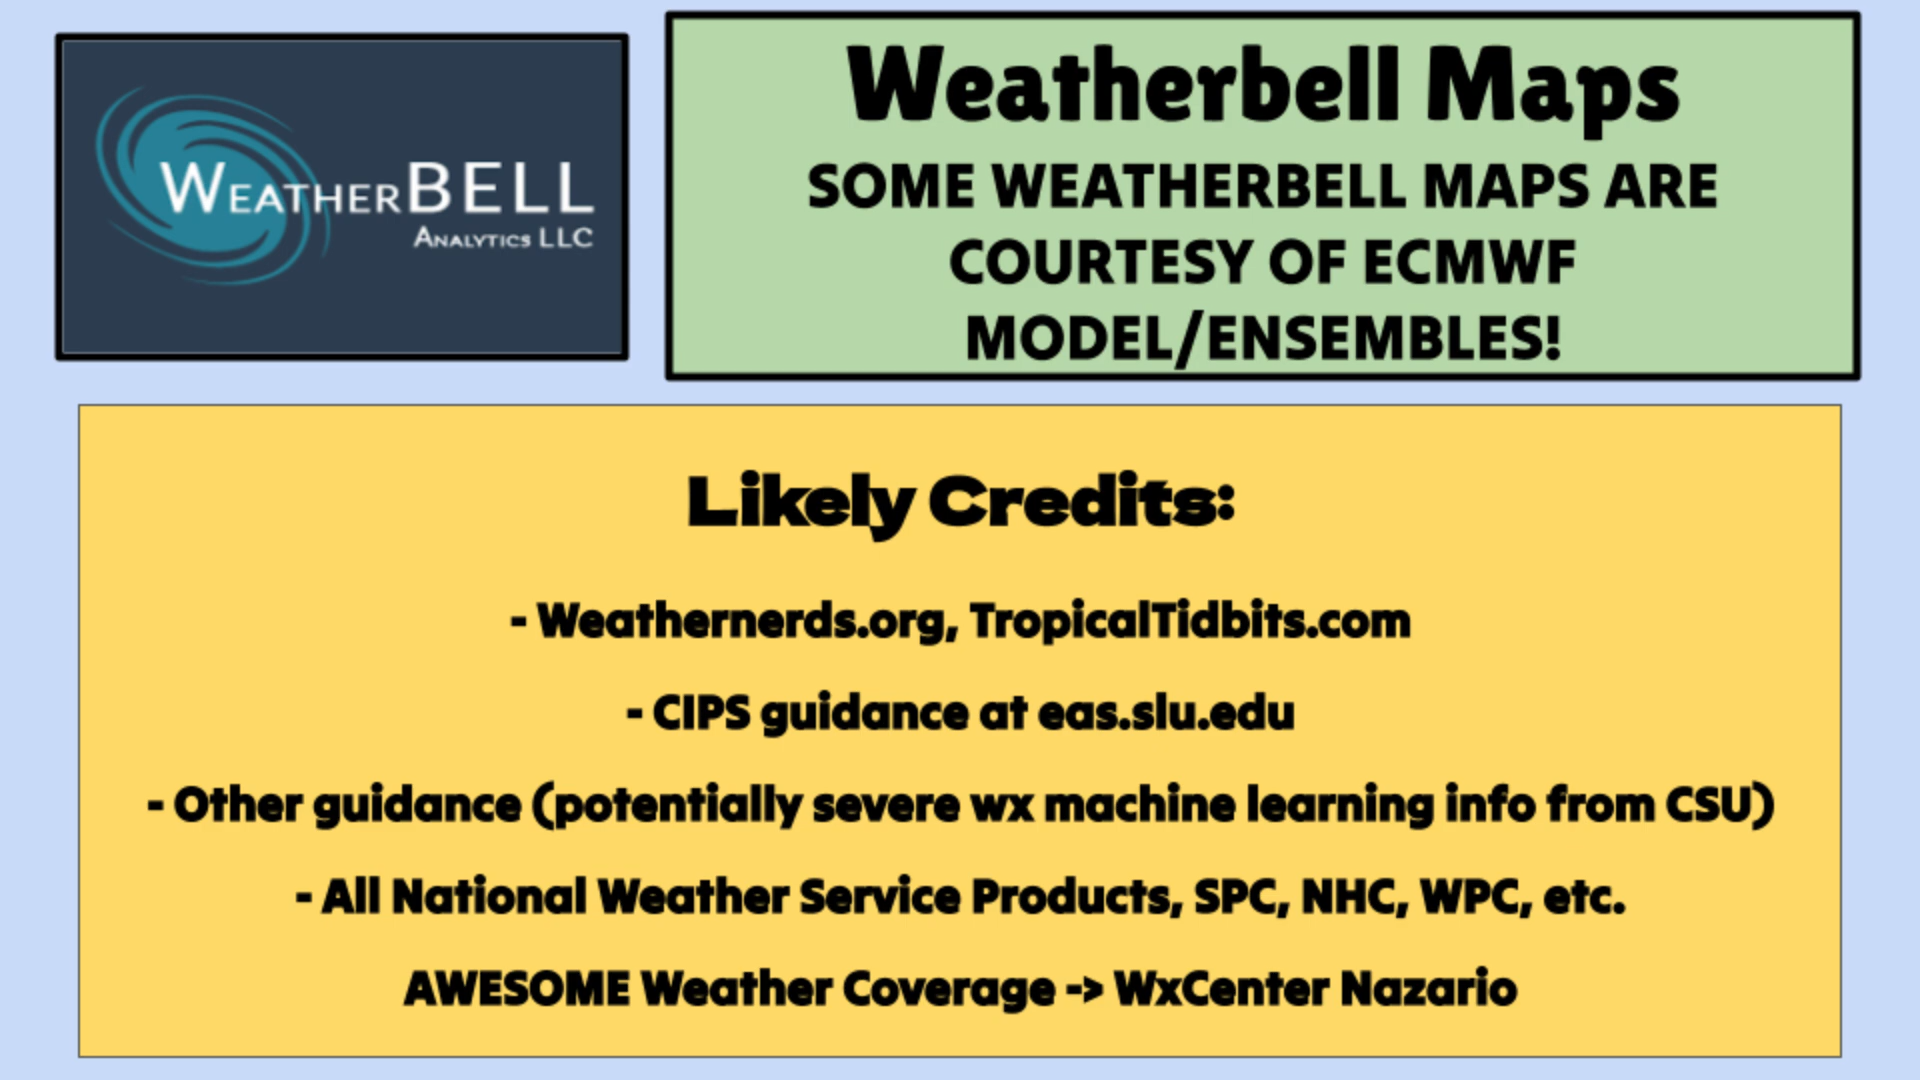 WEATHERBELL
ANALYTICS LLC
Weatherbell Maps
SOME WEATHERBELL MAPS ARE
COURTESY OF ECMWF
MODEL/ENSEMBLES!
Likely Credits:
- Weathernerds.org, TropicalTidbits.com
- CIPS guidance at eas.slu.edu
- Other guidance (potentially severe wx machine learning info from CSU)
- All National Weather Service Products, SPC, NHC, WPC, etc.
AWESOME Weather Coverage -> WxCenter Nazario